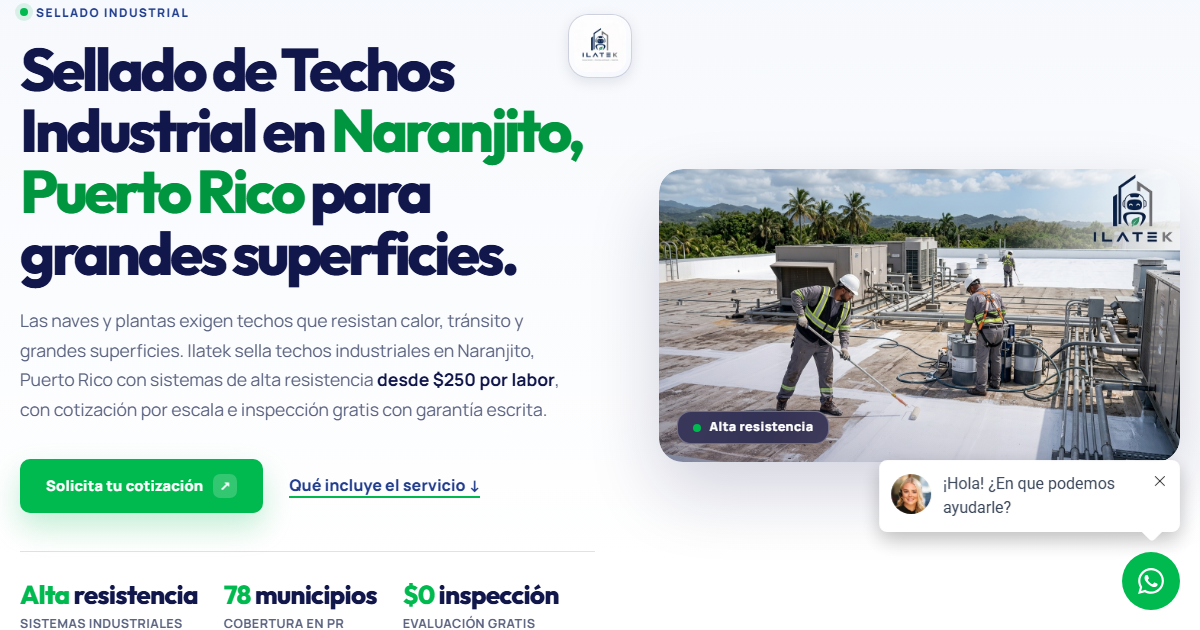 SELLADO INDUSTRIAL
ILATEK
Sellado de Techos
Industrial en Naranjito,
Puerto Rico para
grandes superficies.
Las naves y plantas exigen techos que resistan calor, tránsito y
grandes superficies. Ilatek sella techos industriales en Naranjito,
Puerto Rico con sistemas de alta resistencia desde $250 por labor,
con cotización por escala e inspección gratis con garantía escrita.
Solicita tu cotización ↗
Qué incluye el servicio ↓
Alta resistencia
SISTEMAS INDUSTRIALES
78 municipios
COBERTURA EN PR
$0 inspección
EVALUACIÓN GRATIS
ILATEK
Alta resistencia
¡Hola! ¿En que podemos
ayudarle?